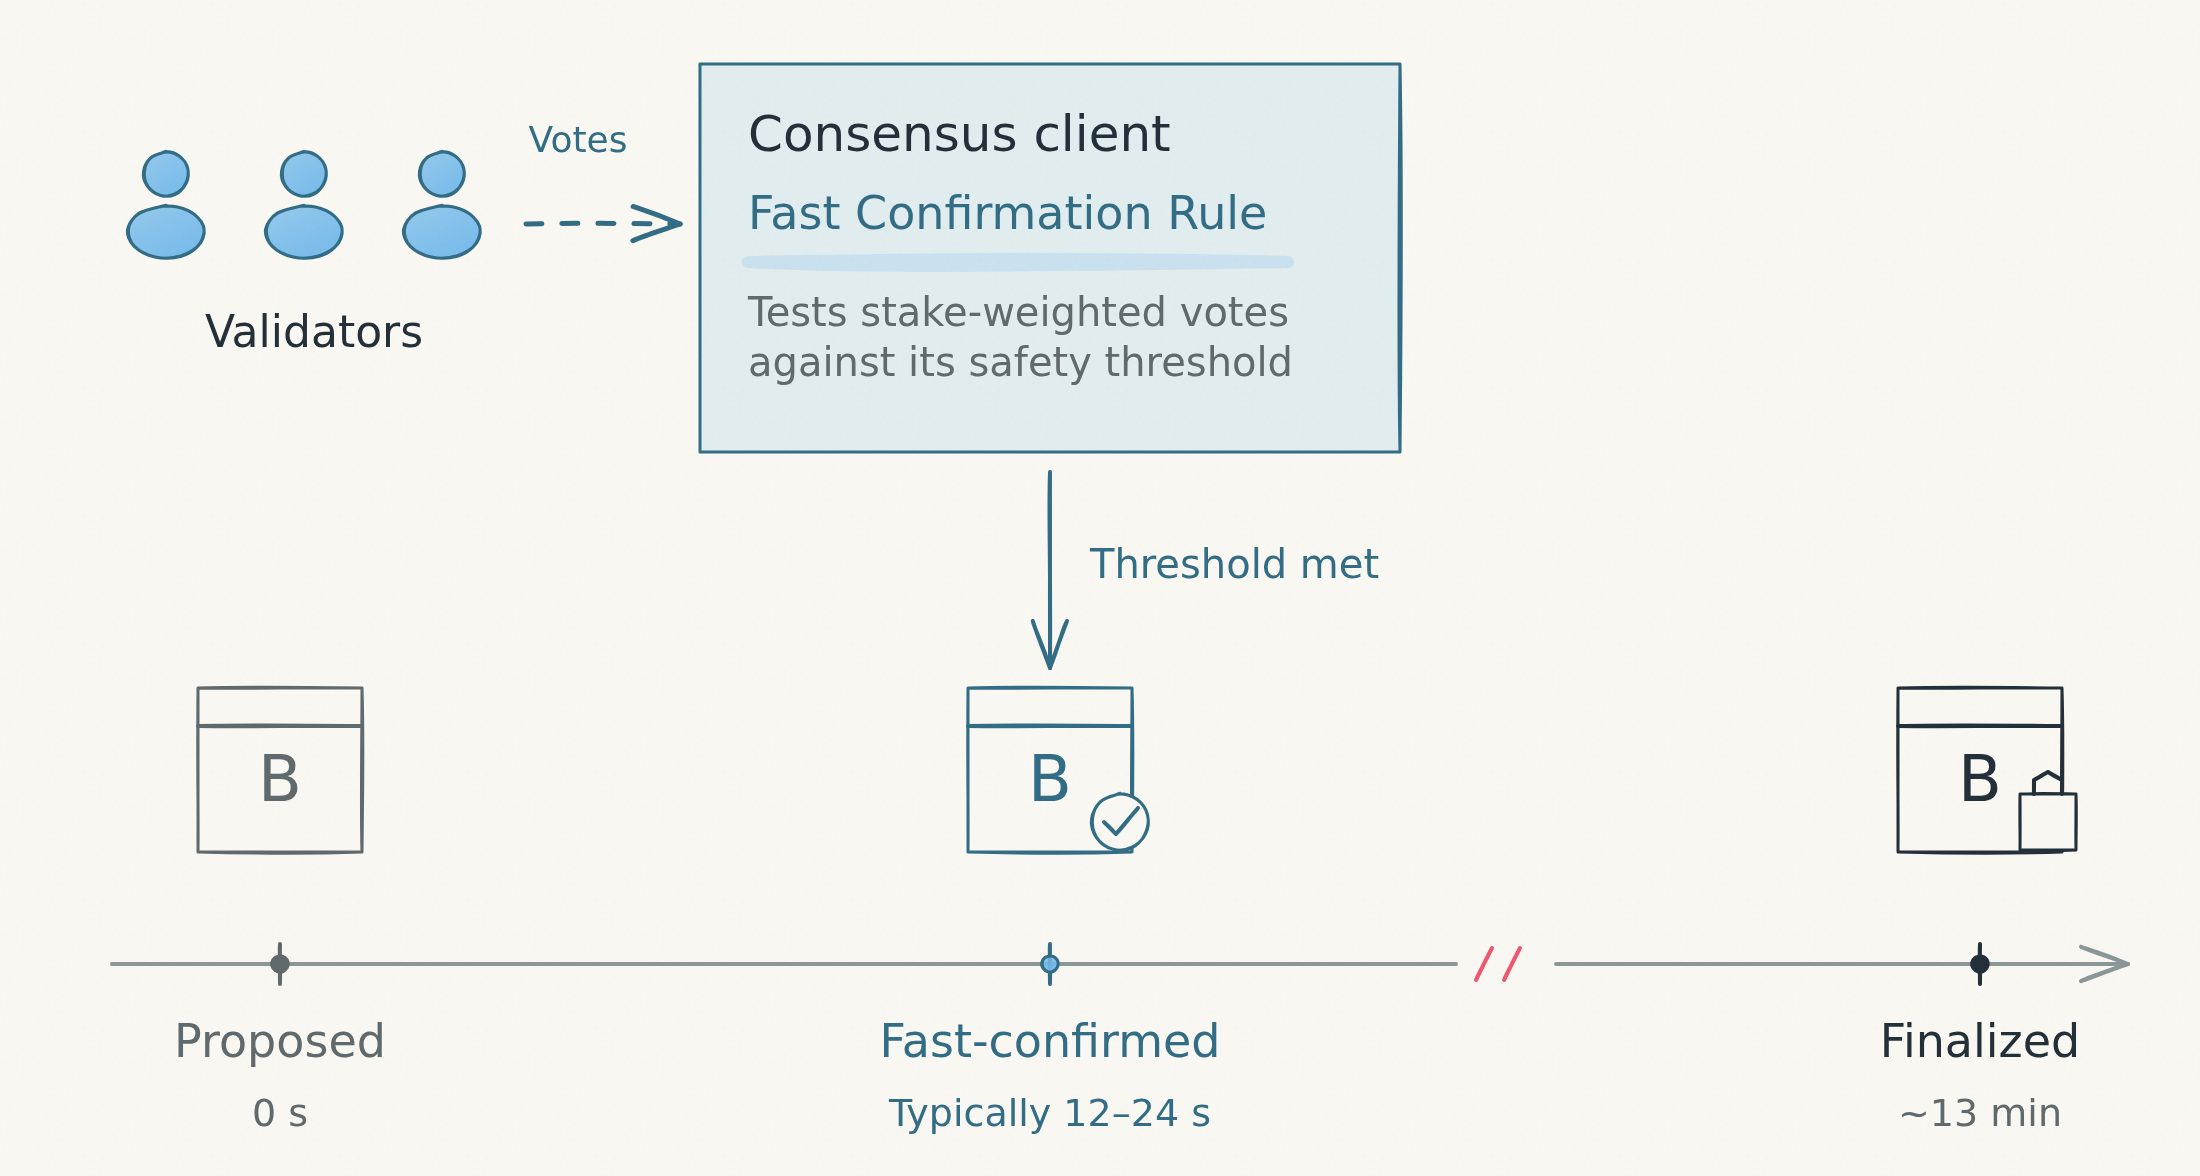 Votes
Validators
Consensus client
Fast Confirmation Rule
Tests stake-weighted votes
against its safety threshold
Threshold met
B
B
B
Proposed
0 s
Fast-confirmed
Typically 12–24 s
Finalized
~13 min